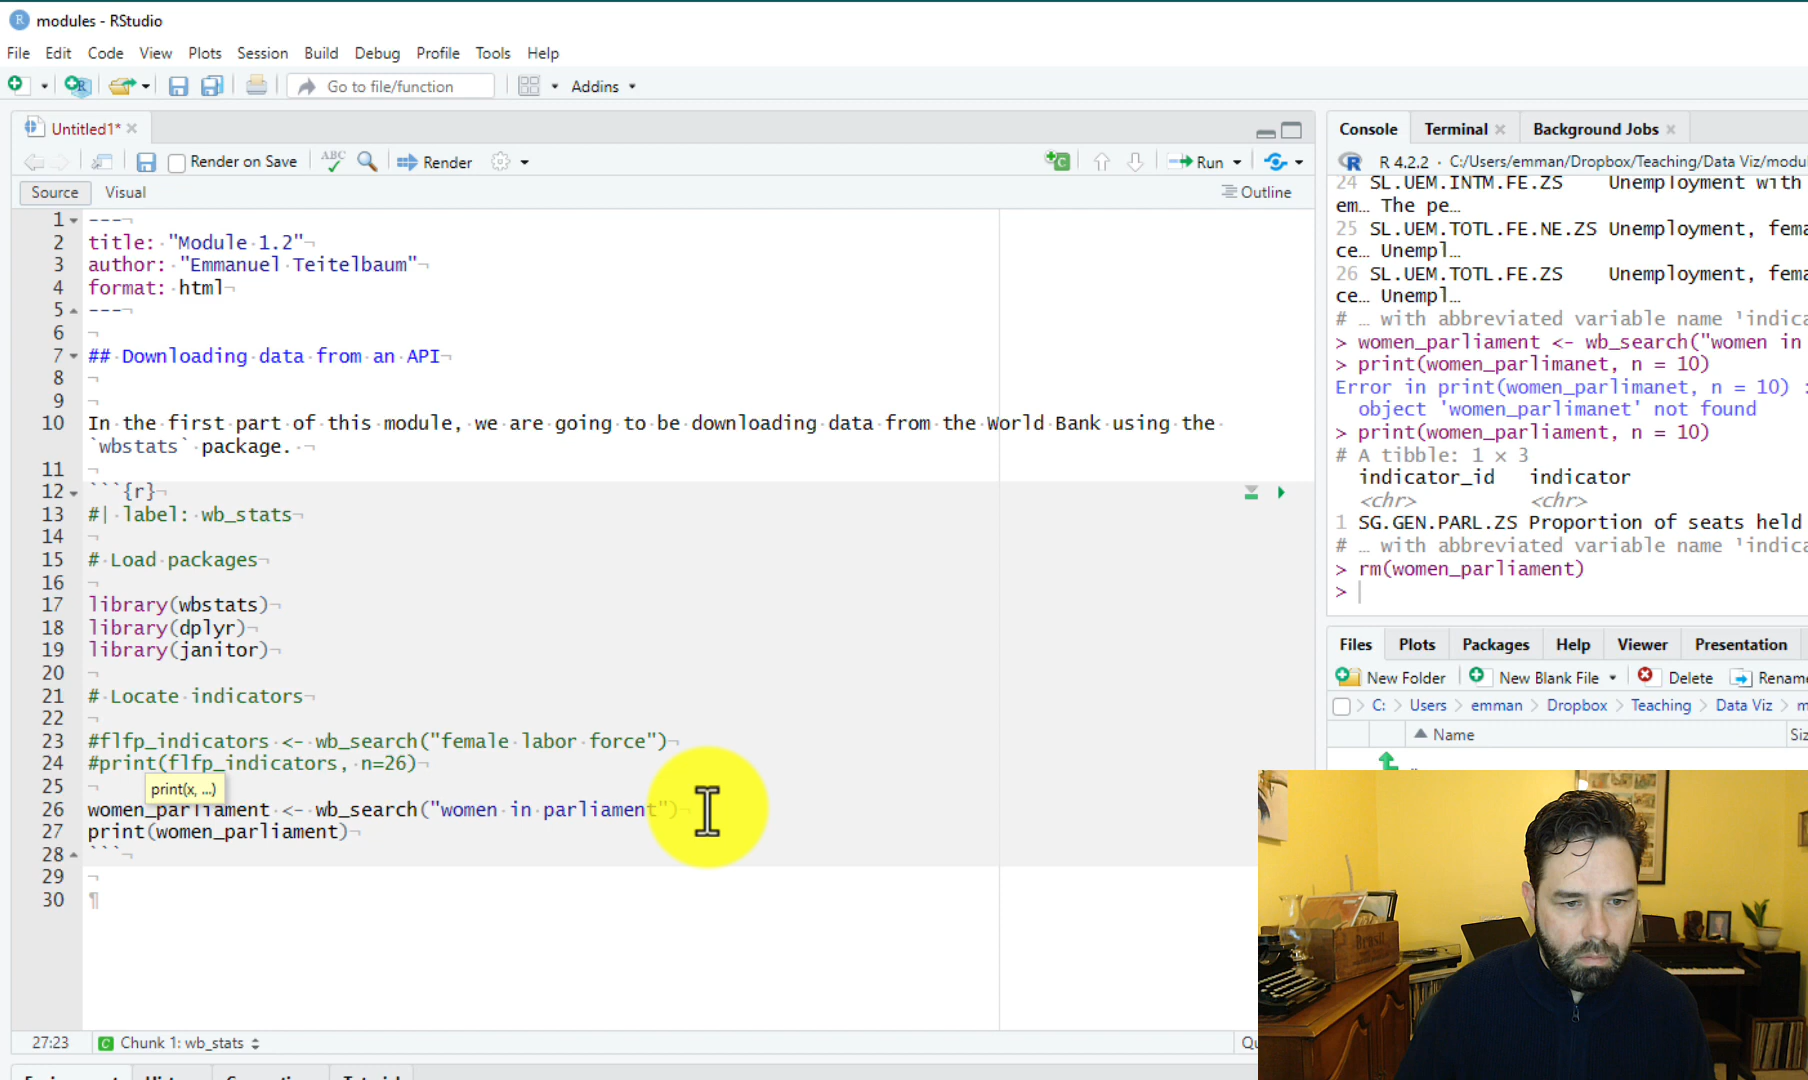 modules - RStudio
File Edit Code View Plots Session Build Debug Profile Tools Help
Go to file/function Addins
Untitled1*
Render on Save ABC Render Run
Source Visual Outline
1 ---
2 title: "Module 1.2"
3 author: "Emmanuel Teitelbaum"
4 format: html
5 ---
6
7 ## Downloading data from an API
8
9
10 In the first part of this module, we are going to be downloading data from the World Bank using the
`wbstats` package.
11
12 ```{r}
13 #| label: wb_stats
14
15 # Load packages
16
17 library(wbstats)
18 library(dplyr)
19 library(janitor)
20
21 # Locate indicators
22
23 #flfp_indicators <- wb_search("female labor force")
24 #print(flfp_indicators, n=26)
25
print(x, ...)
26 women_parliament <- wb_search("women in parliament")
27 print(women_parliament)
28 ```
29
30
27:23 Chunk 1: wb_stats
Console Terminal Background Jobs
R 4.2.2 · C:/Users/emman/Dropbox/Teaching/Data Viz/modul
24 SL.UEM.INTM.FE.ZS Unemployment with
em… The pe…
25 SL.UEM.TOTL.FE.NE.ZS Unemployment, fema
ce… Unempl…
26 SL.UEM.TOTL.FE.ZS Unemployment, fema
ce… Unempl…
# … with abbreviated variable name ¹indica
> women_parliament <- wb_search("women in
> print(women_parlimanet, n = 10)
Error in print(women_parlimanet, n = 10) :
object 'women_parlimanet' not found
> print(women_parliament, n = 10)
# A tibble: 1 × 3
indicator_id indicator
<chr> <chr>
1 SG.GEN.PARL.ZS Proportion of seats held
# … with abbreviated variable name ¹indica
> rm(women_parliament)
>
Files Plots Packages Help Viewer Presentation
New Folder New Blank File Delete Rename
C: Users emman Dropbox Teaching Data Viz m
Name Siz